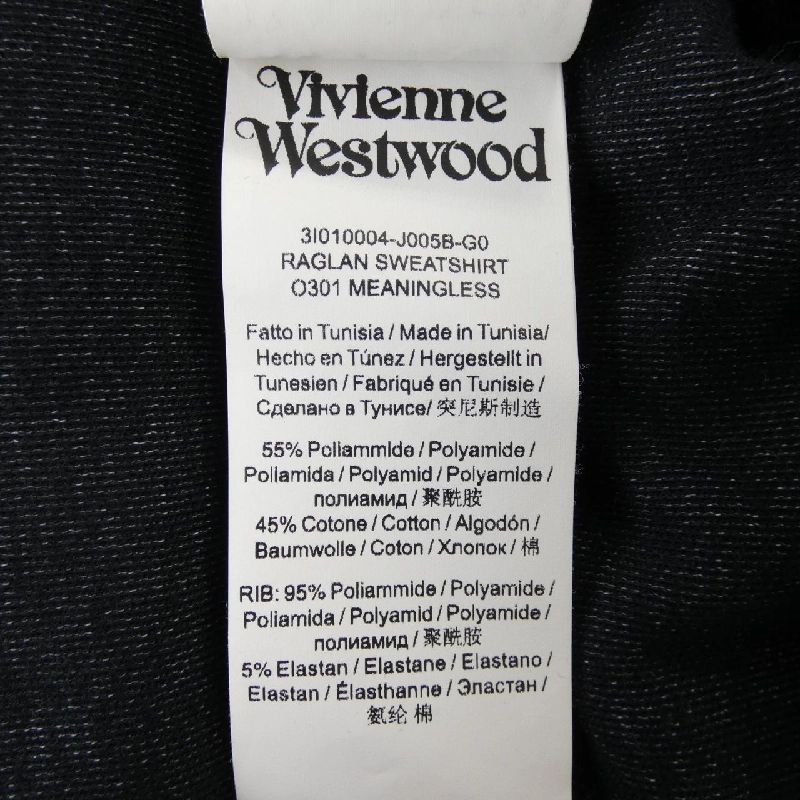 Vivienne
Westwood
3I010004-J005B-G0
RAGLAN SWEATSHIRT
O301 MEANINGLESS
Fatto in Tunisia / Made in Tunisia/
Hecho en Túnez / Hergestellt in
Tunesien / Fabriqué en Tunisie /
Сделано в Тунисе/ 突尼斯制造
55% Poliammide / Polyamide /
Poliamida / Polyamid / Polyamide /
полиамид / 聚酰胺
45% Cotone / Cotton / Algodón /
Baumwolle / Coton / Хлопок / 棉
RIB: 95% Poliammide / Polyamide /
Poliamida / Polyamid / Polyamide /
полиамид / 聚酰胺
5% Elastan / Elastane / Elastano /
Elastan / Élasthanne / Эластан /
氨纶 棉